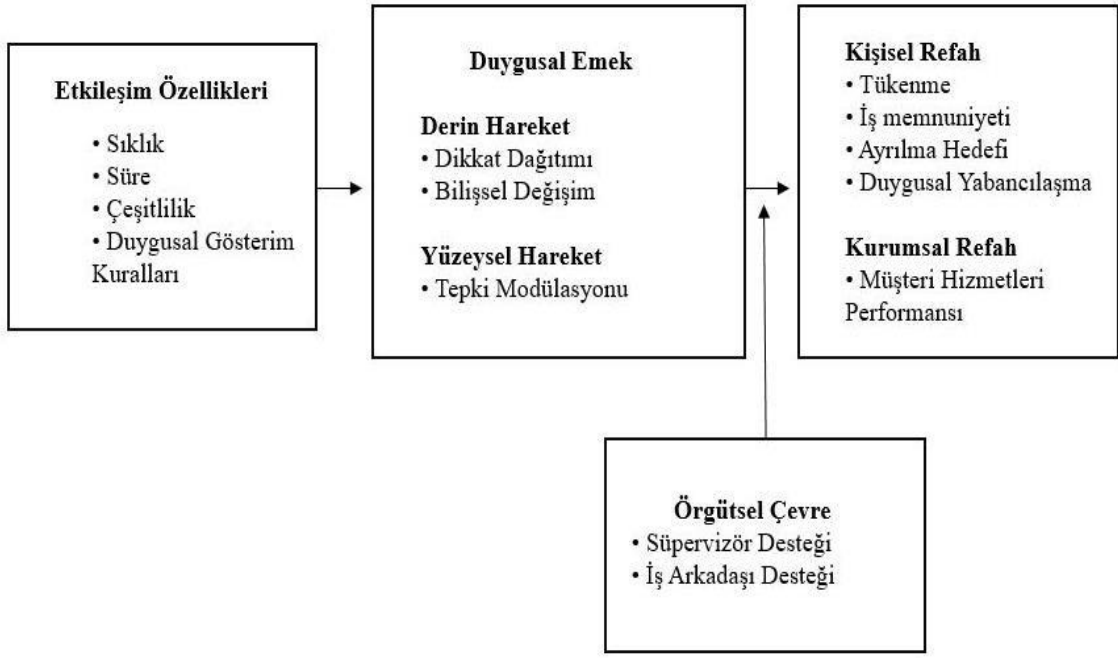 Etkileşim Özellikleri
• Sıklık
• Süre
• Çeşitlilik
• Duygusal Gösterim
Kuralları
Duygusal Emek
Derin Hareket
• Dikkat Dağıtımı
• Bilişsel Değişim
Yüzeysel Hareket
• Tepki Modülasyonu
Kişisel Refah
• Tükenme
• İş memnuniyeti
• Ayrılma Hedefi
• Duygusal Yabancılaşma
Kurumsal Refah
• Müşteri Hizmetleri
Performansı
Örgütsel Çevre
• Süpervizör Desteği
• İş Arkadaşı Desteği